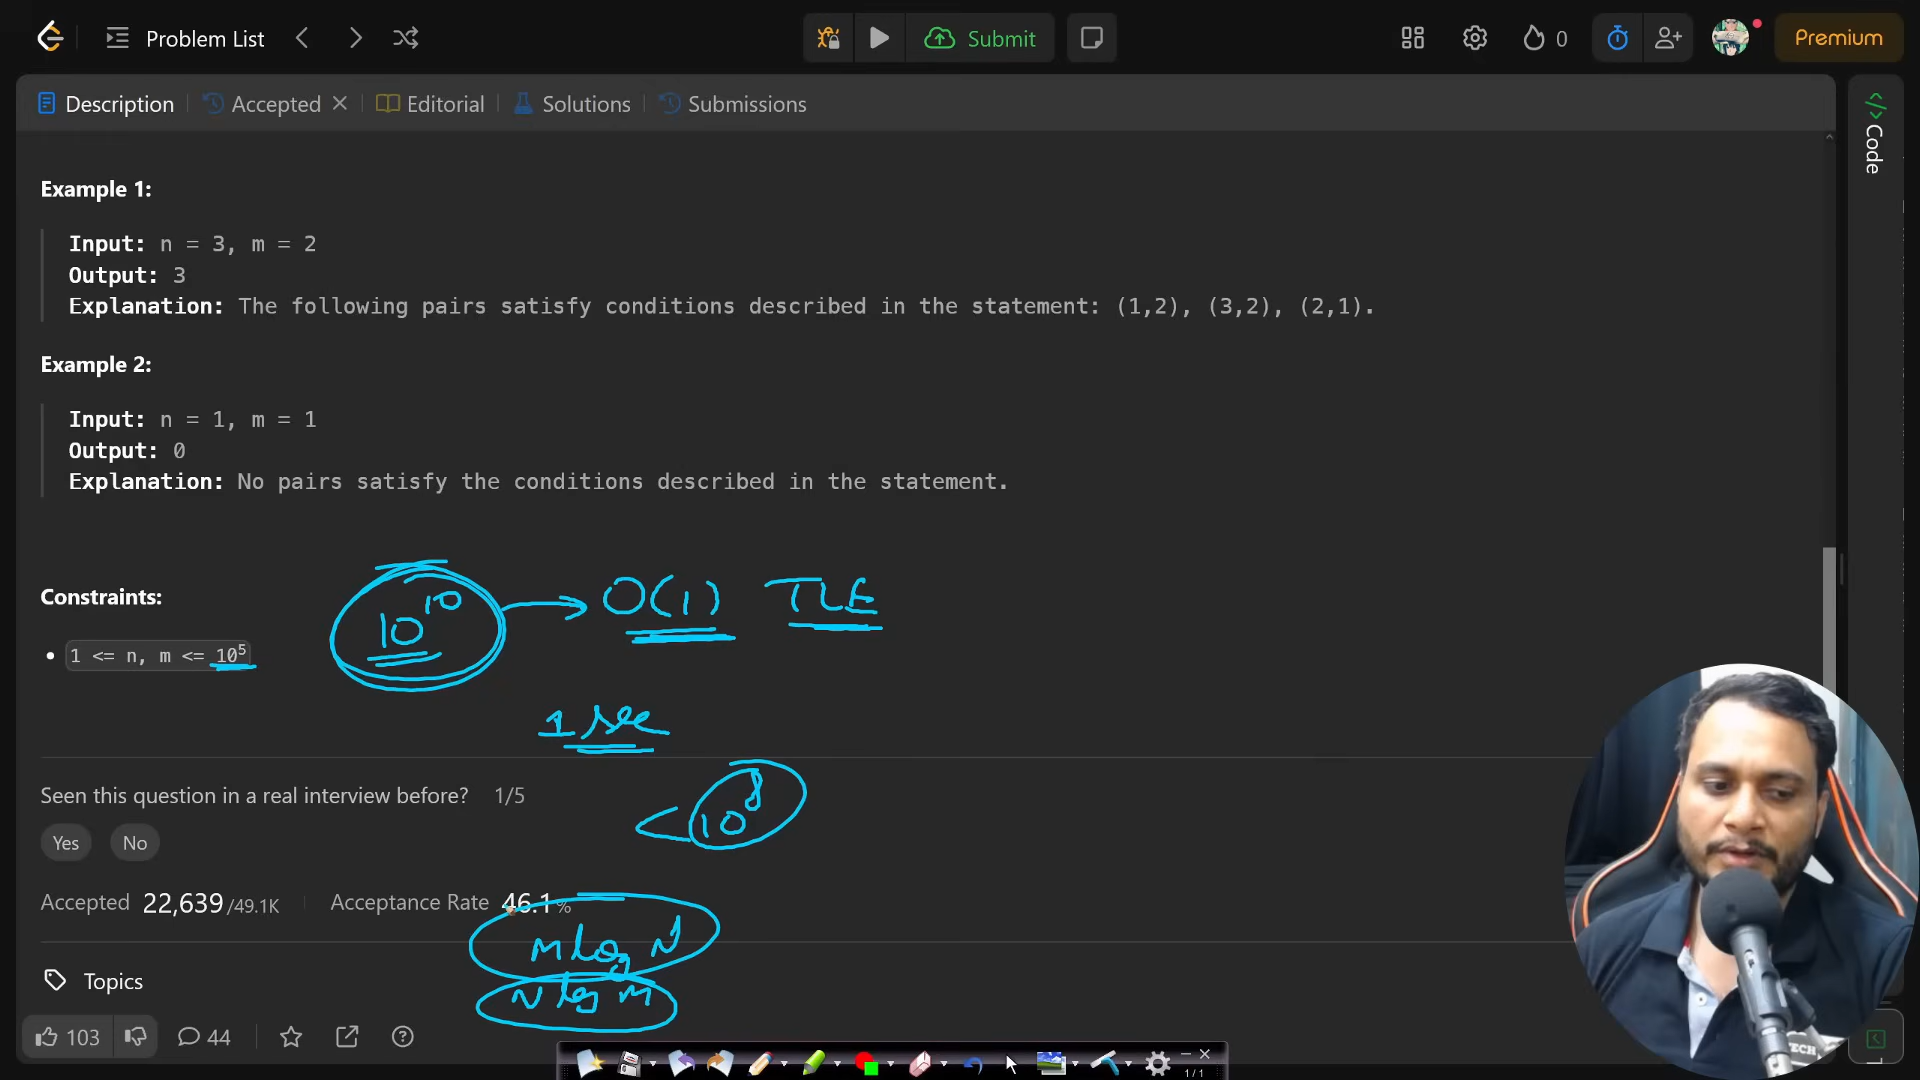 Problem List
Submit
0
Premium
Description
Accepted
Editorial
Solutions
Submissions
Code
Example 1:
Input: n = 3, m = 2
Output: 3
Explanation: The following pairs satisfy conditions described in the statement: (1,2), (3,2), (2,1).
Example 2:
Input: n = 1, m = 1
Output: 0
Explanation: No pairs satisfy the conditions described in the statement.
Constraints:
10^10 → O(1) TLE
1 <= n, m <= 10^5
1 sec
< 10^8
Seen this question in a real interview before? 1/5
Yes No
Accepted 22,639/49.1K Acceptance Rate 46.1%
M log N
N log M
Topics
103
44
1/1